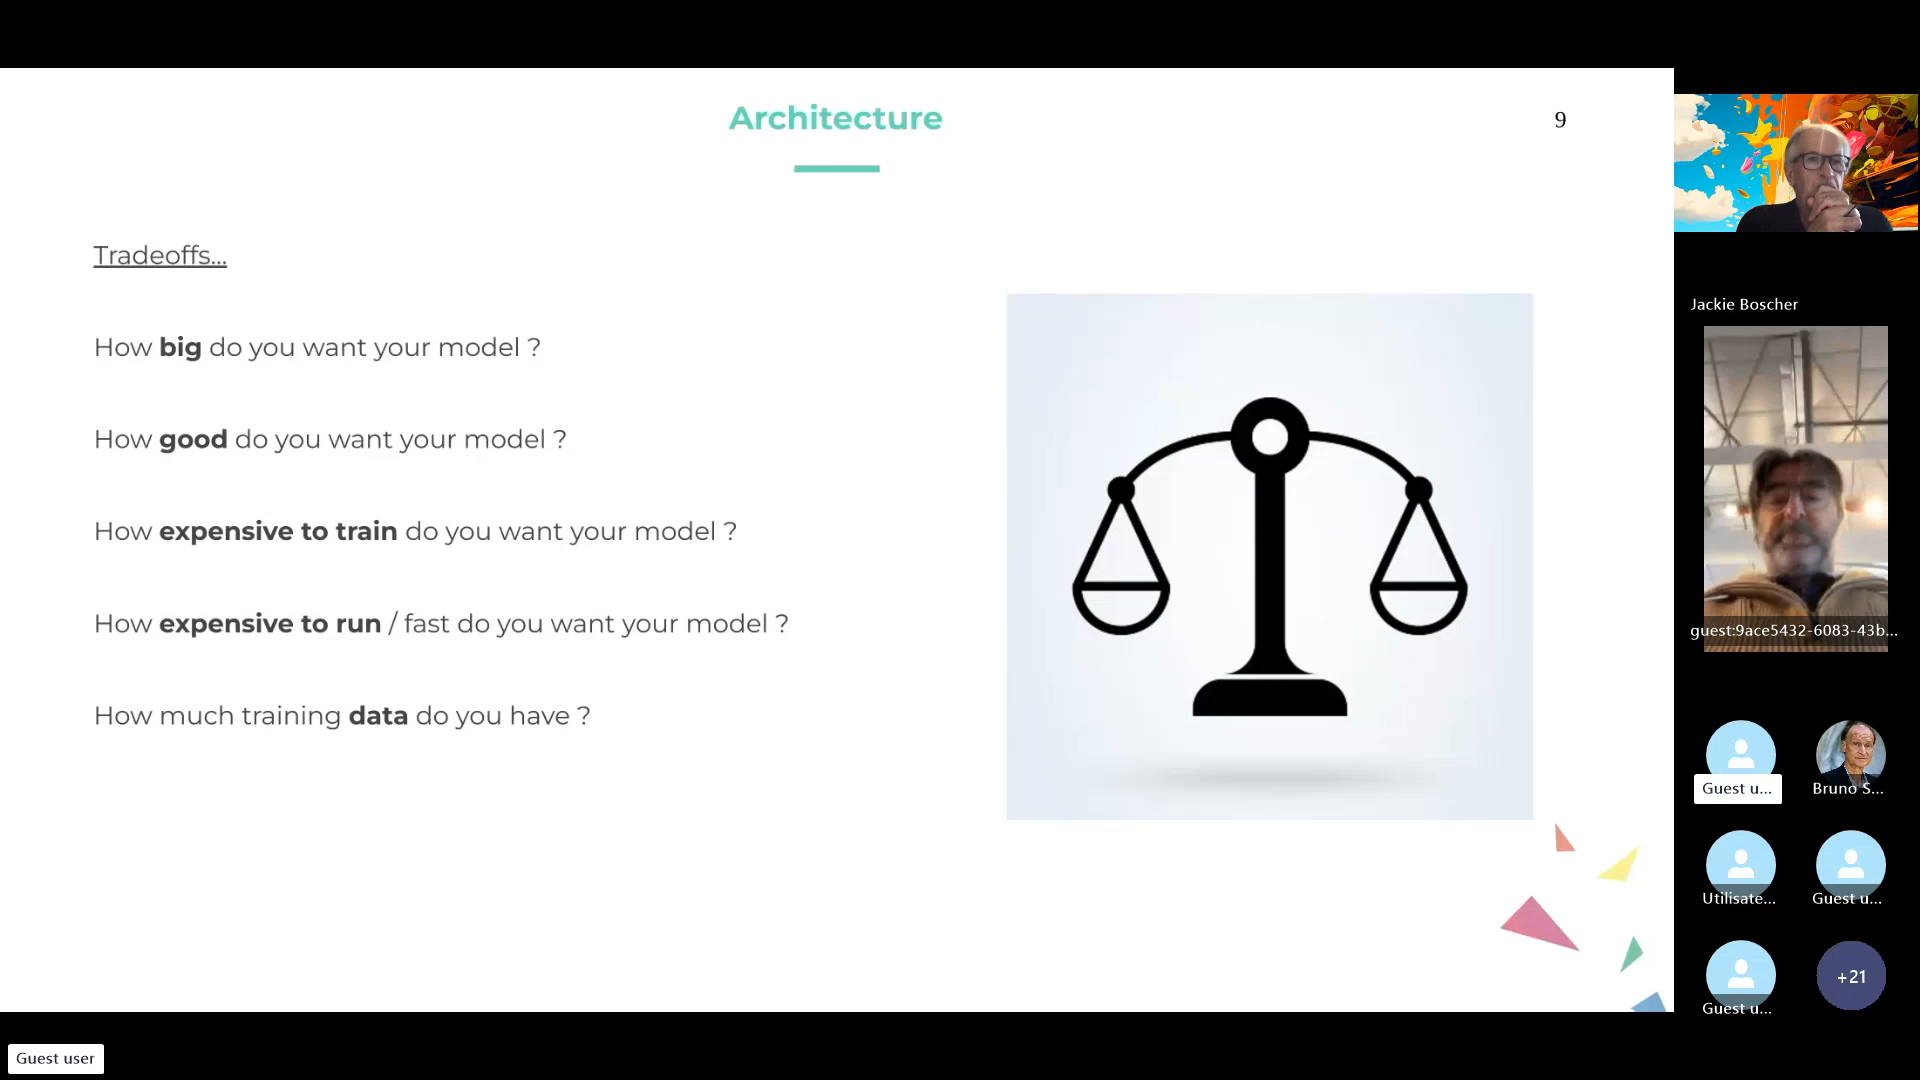 Architecture
9
Tradeoffs...
How big do you want your model ?
How good do you want your model ?
How expensive to train do you want your model ?
How expensive to run / fast do you want your model ?
How much training data do you have ?
Jackie Boscher
guest:9ace5432-6083-43b...
Guest u...
Bruno S...
Utilisate...
Guest u...
Guest u...
+21
Guest user